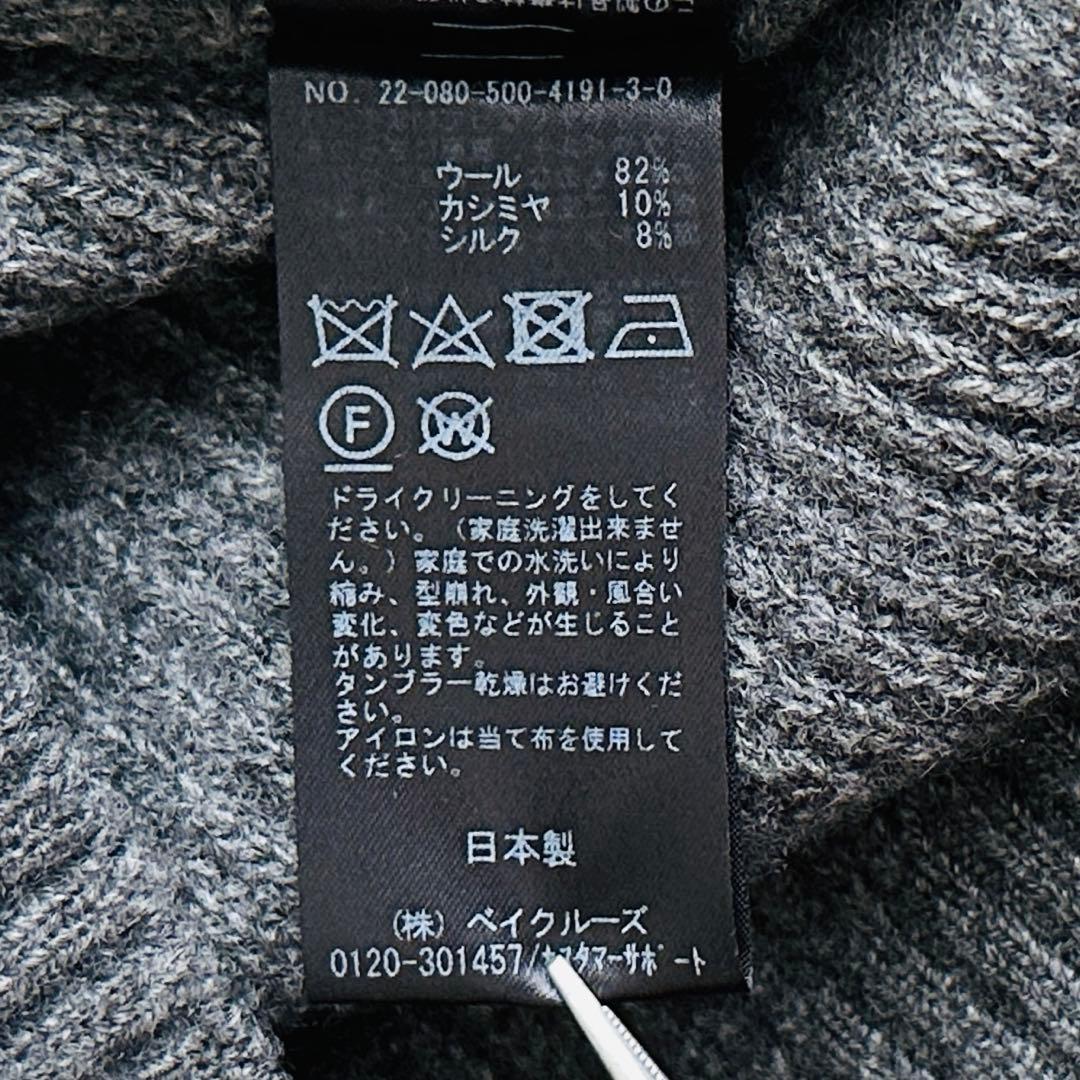 NO. 22-080-500-4191-3-0
ウール 82%
カシミヤ 10%
シルク 8%
F
W
ドライクリーニングをしてく
ださい。（家庭洗濯出来ませ
ん。）家庭での水洗いにより
縮み、型崩れ、外観・風合い
変化、変色などが生じること
があります。
タンブラー乾燥はお避けくだ
さい。
アイロンは当て布を使用して
ください。
日本製
（株）ベイクルーズ
0120-301457/ｶｽﾀﾏｰｻﾎﾟｰﾄ